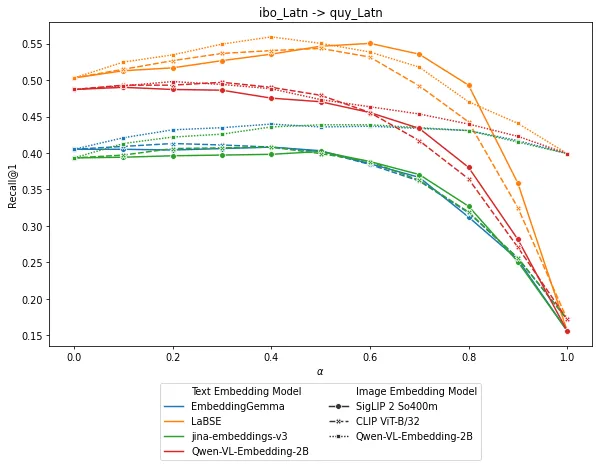 ibo_Latn -> quy_Latn
0.55
0.50
0.45
0.40
0.35
0.30
0.25
0.20
0.15
Recall@1
0.0 0.2 0.4 0.6 0.8 1.0
α
Text Embedding Model Image Embedding Model
EmbeddingGemma SigLIP 2 So400m
LaBSE CLIP ViT-B/32
jina-embeddings-v3 Qwen-VL-Embedding-2B
Qwen-VL-Embedding-2B